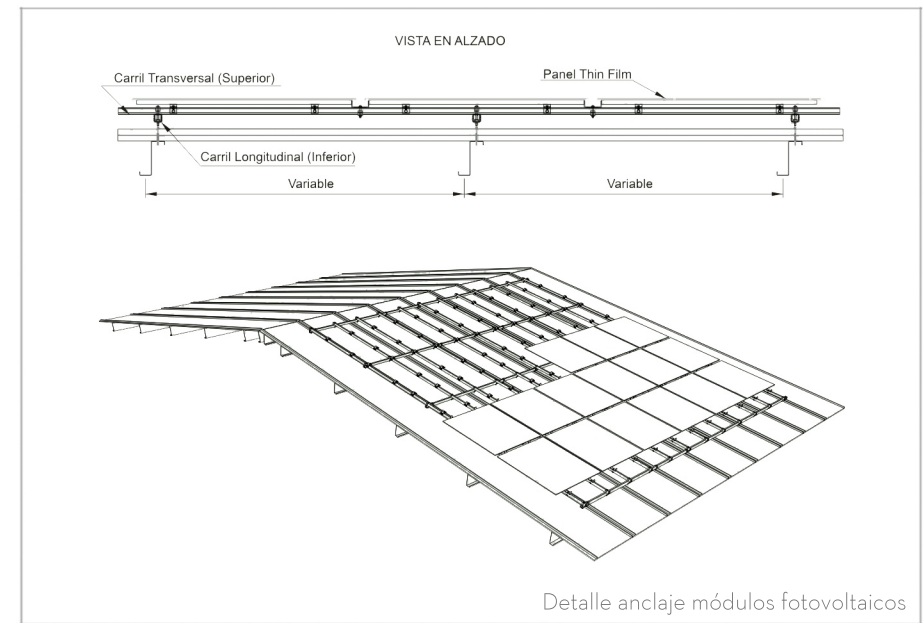 VISTA EN ALZADO
Carril Transversal (Superior)
Panel Thin Film
Carril Longitudinal (Inferior)
Variable
Variable
Detalle anclaje módulos fotovoltaicos